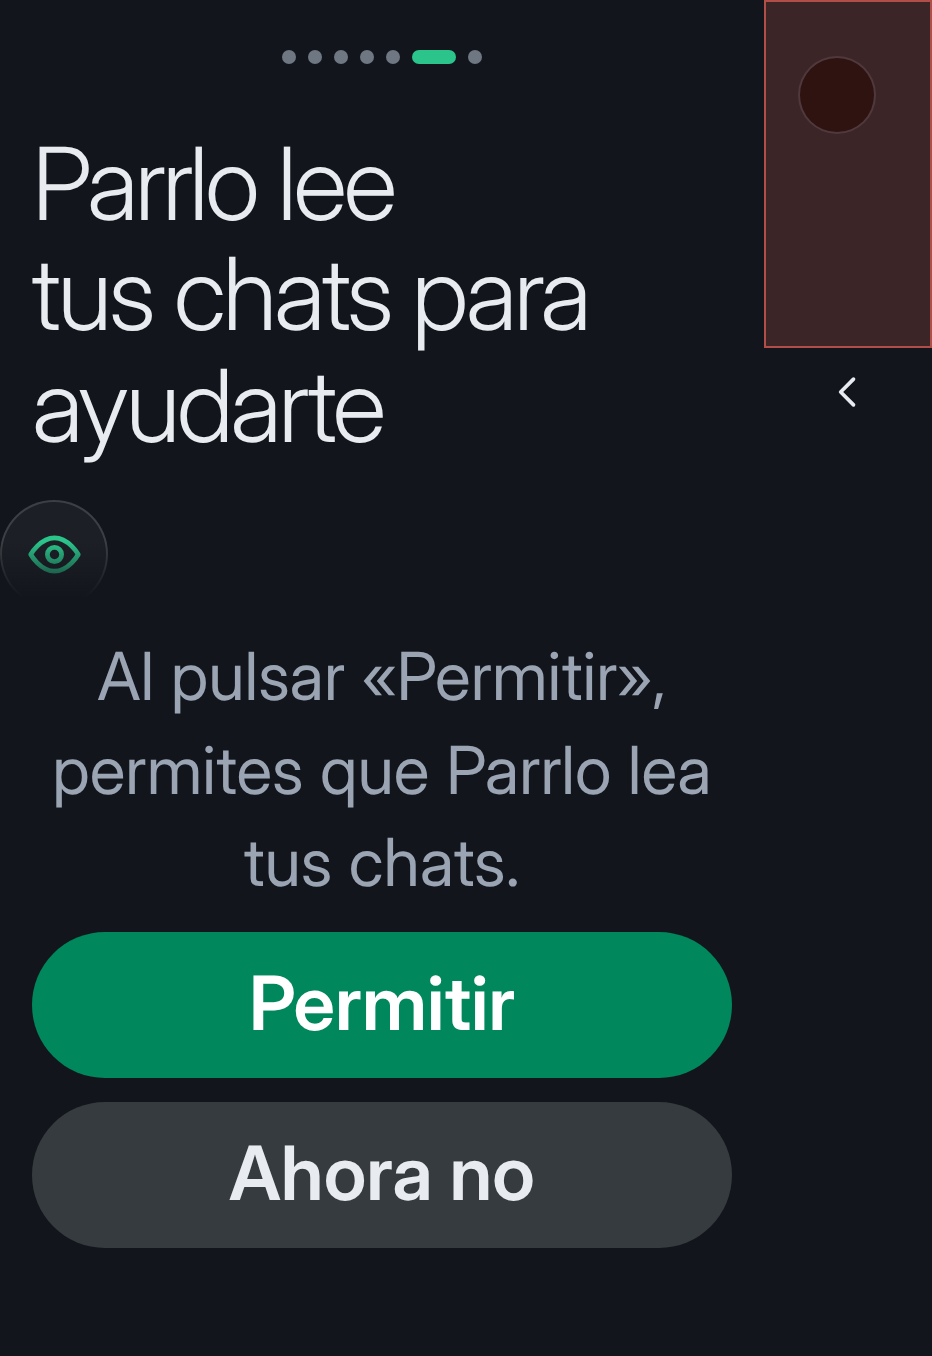 Parrlo lee
tus chats para
ayudarte
Al pulsar «Permitir»,
permites que Parrlo lea
tus chats.
Permitir
Ahora no